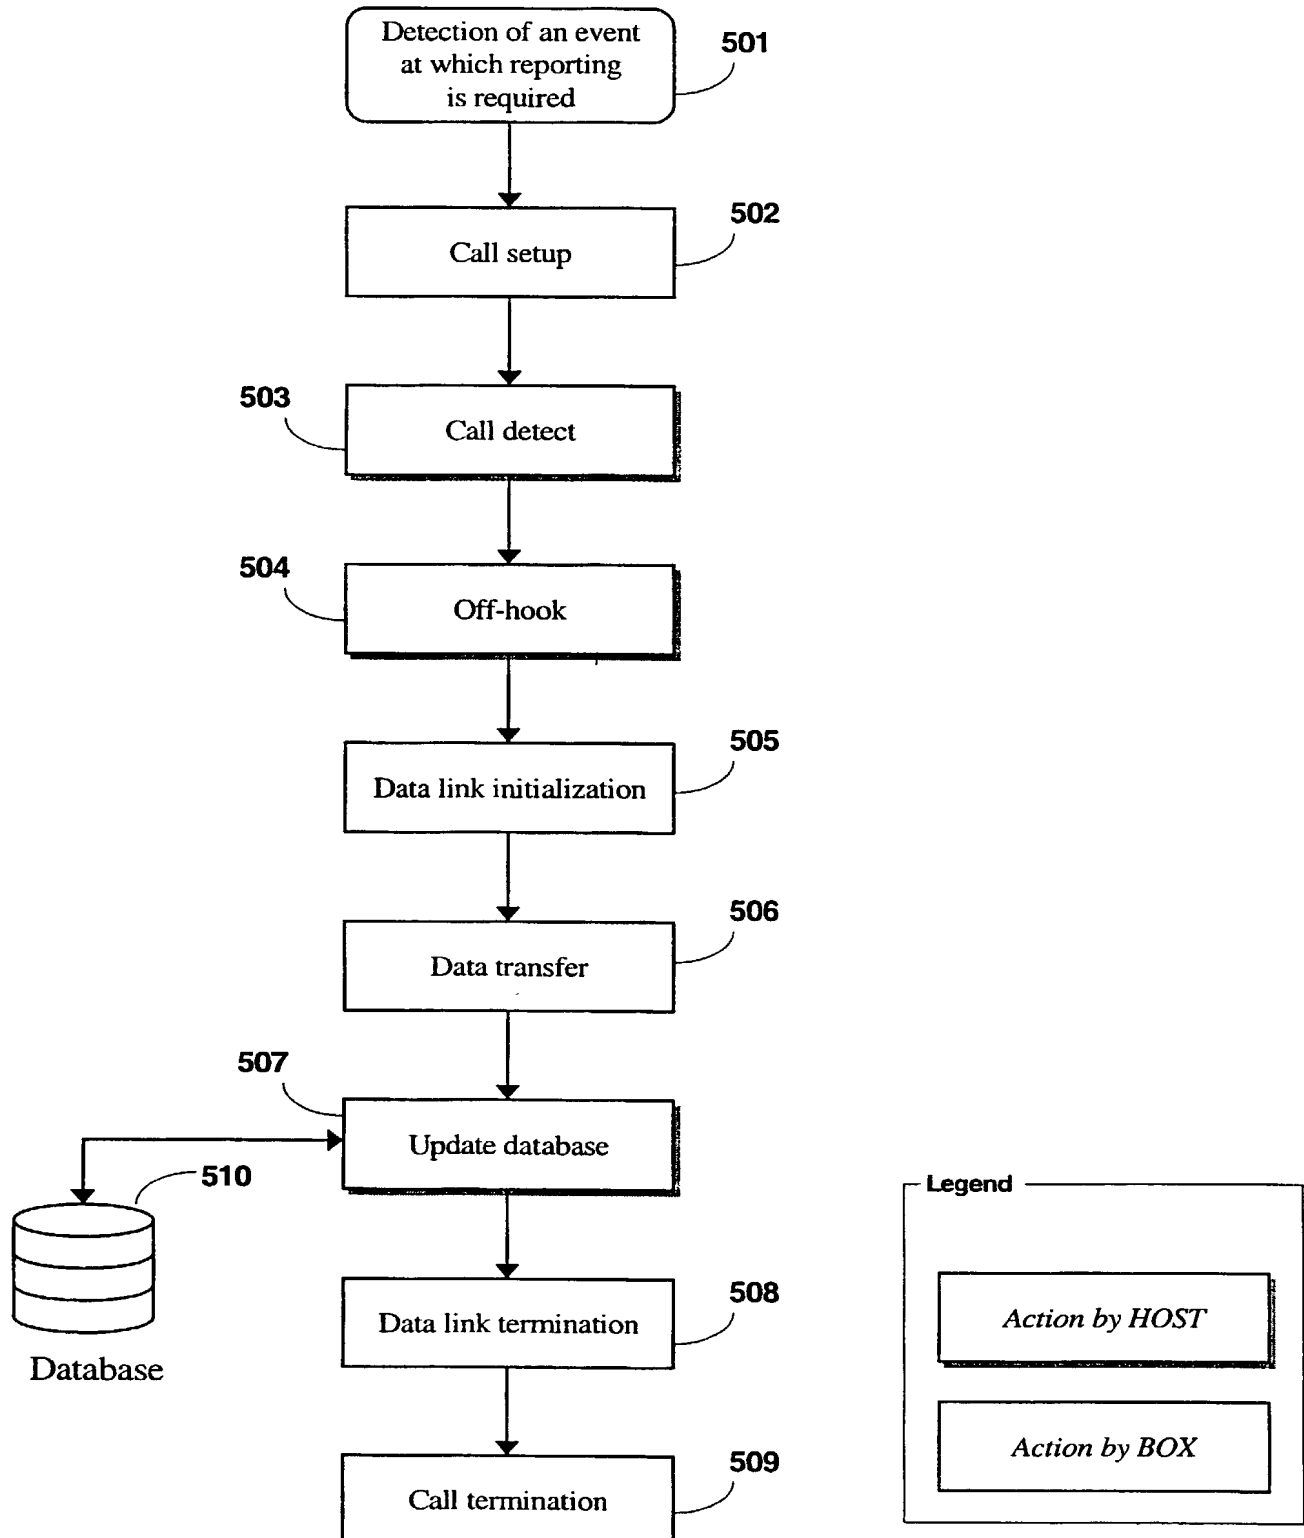 Detection of an event
at which reporting
is required
501
Call setup
502
503
Call detect
504
Off-hook
505
Data link initialization
506
Data transfer
507
Update database
510
Database
508
Data link termination
509
Call termination
Legend
Action by HOST
Action by BOX